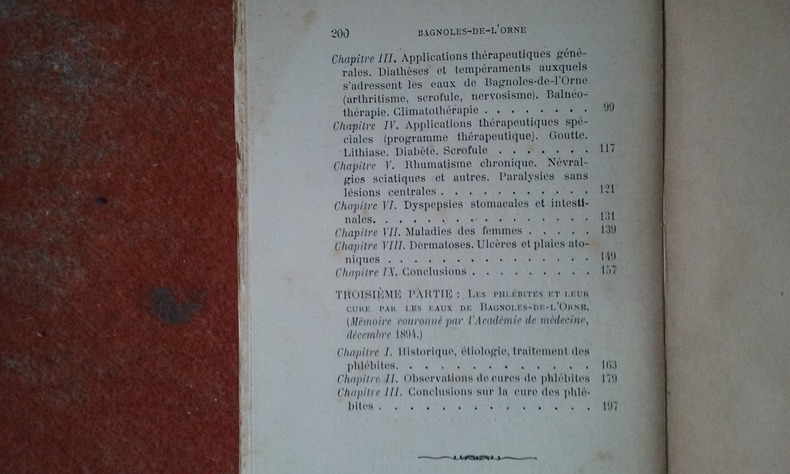 200 BAGNOLES-DE-L'ORNE
Chapitre III. Applications thérapeutiques géné-
rales. Diathèses et tempéraments auxquels
s'adressent les eaux de Bagnoles-de-l'Orne
(arthritisme, scrofule, nervosisme). Balnéo-
thérapie. Climatothérapie . . . . . . . . 99
Chapitre IV. Applications thérapeutiques spé-
ciales (programme thérapeutique). Goutte.
Lithiase. Diabète. Scrofule . . . . . . . 117
Chapitre V. Rhumatisme chronique. Névral-
gies sciatiques et autres. Paralysies sans
lésions centrales . . . . . . . . . . . 121
Chapitre VI. Dyspepsies stomacales et intesti-
nales. . . . . . . . . . . . . . . . 131
Chapitre VII. Maladies des femmes . . . . . 139
Chapitre VIII. Dermatoses. Ulcères et plaies ato-
niques . . . . . . . . . . . . . . . 149
Chapitre IX. Conclusions . . . . . . . . . 157
TROISIÈME PARTIE : LES PHLÉBITES ET LEUR
CURE PAR LES EAUX DE BAGNOLES-DE-L'ORNE.
(Mémoire couronné par l'Académie de médecine,
décembre 1894.)
Chapitre I. Historique, étiologie, traitement des
phlébites. . . . . . . . . . . . . . 163
Chapitre II. Observations de cures de phlébites 179
Chapitre III. Conclusions sur la cure des phlé-
bites . . . . . . . . . . . . . . . 197